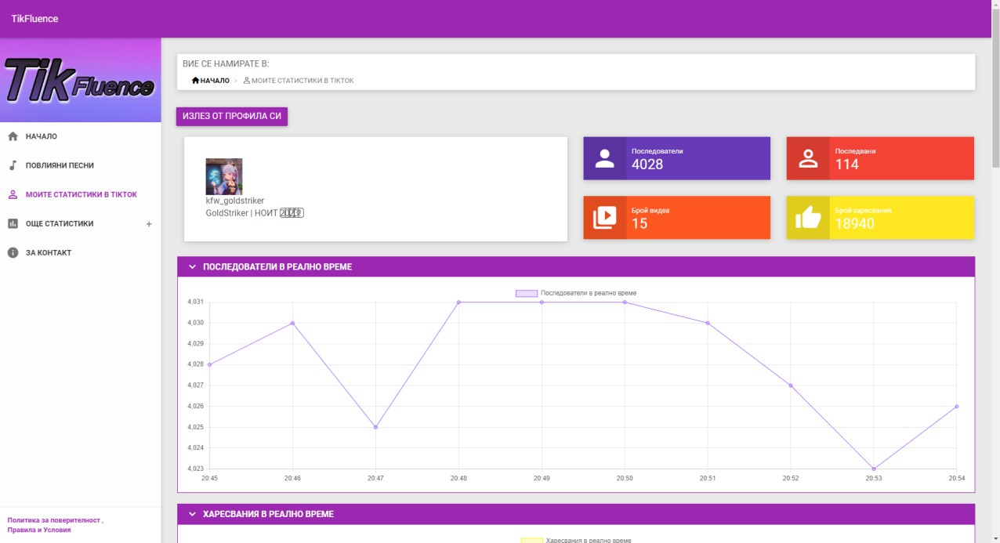 TikFluence
TikFluence
НАЧАЛО
ПОВЛИЯНИ ПЕСНИ
МОИТЕ СТАТИСТИКИ В TIKTOK
ОЩЕ СТАТИСТИКИ +
ЗА КОНТАКТ
Политика за поверителност ,
Правила и Условия
ВИЕ СЕ НАМИРАТЕ В:
НАЧАЛО > МОИТЕ СТАТИСТИКИ В TIKTOK
ИЗЛЕЗ ОТ ПРОФИЛА СИ
kfw_goldstriker
GoldStriker | НОИТ
Последователи
4028
Последвани
114
Брой видеа
15
Брой харесвания
18940
ПОСЛЕДОВАТЕЛИ В РЕАЛНО ВРЕМЕ
Последователи в реално време
4,031
4,030
4,029
4,028
4,027
4,026
4,025
4,024
4,023
20:45 20:46 20:47 20:48 20:49 20:50 20:51 20:52 20:53 20:54
ХАРЕСВАНИЯ В РЕАЛНО ВРЕМЕ
Харесвания в реално време